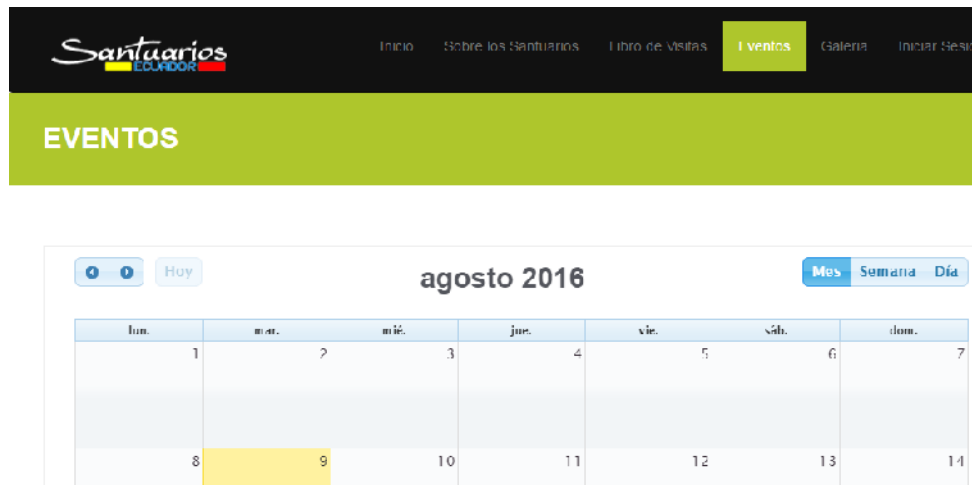 Santuarios
ECUADOR
Inicio Sobre los Santuarios Libro de Visitas Eventos Galeria Iniciar Sesi
EVENTOS
Hoy
agosto 2016
Mes Semana Día
lun. mar. mié. jue. vie. sáb. dom.
1 2 3 4 5 6 7
8 9 10 11 12 13 14